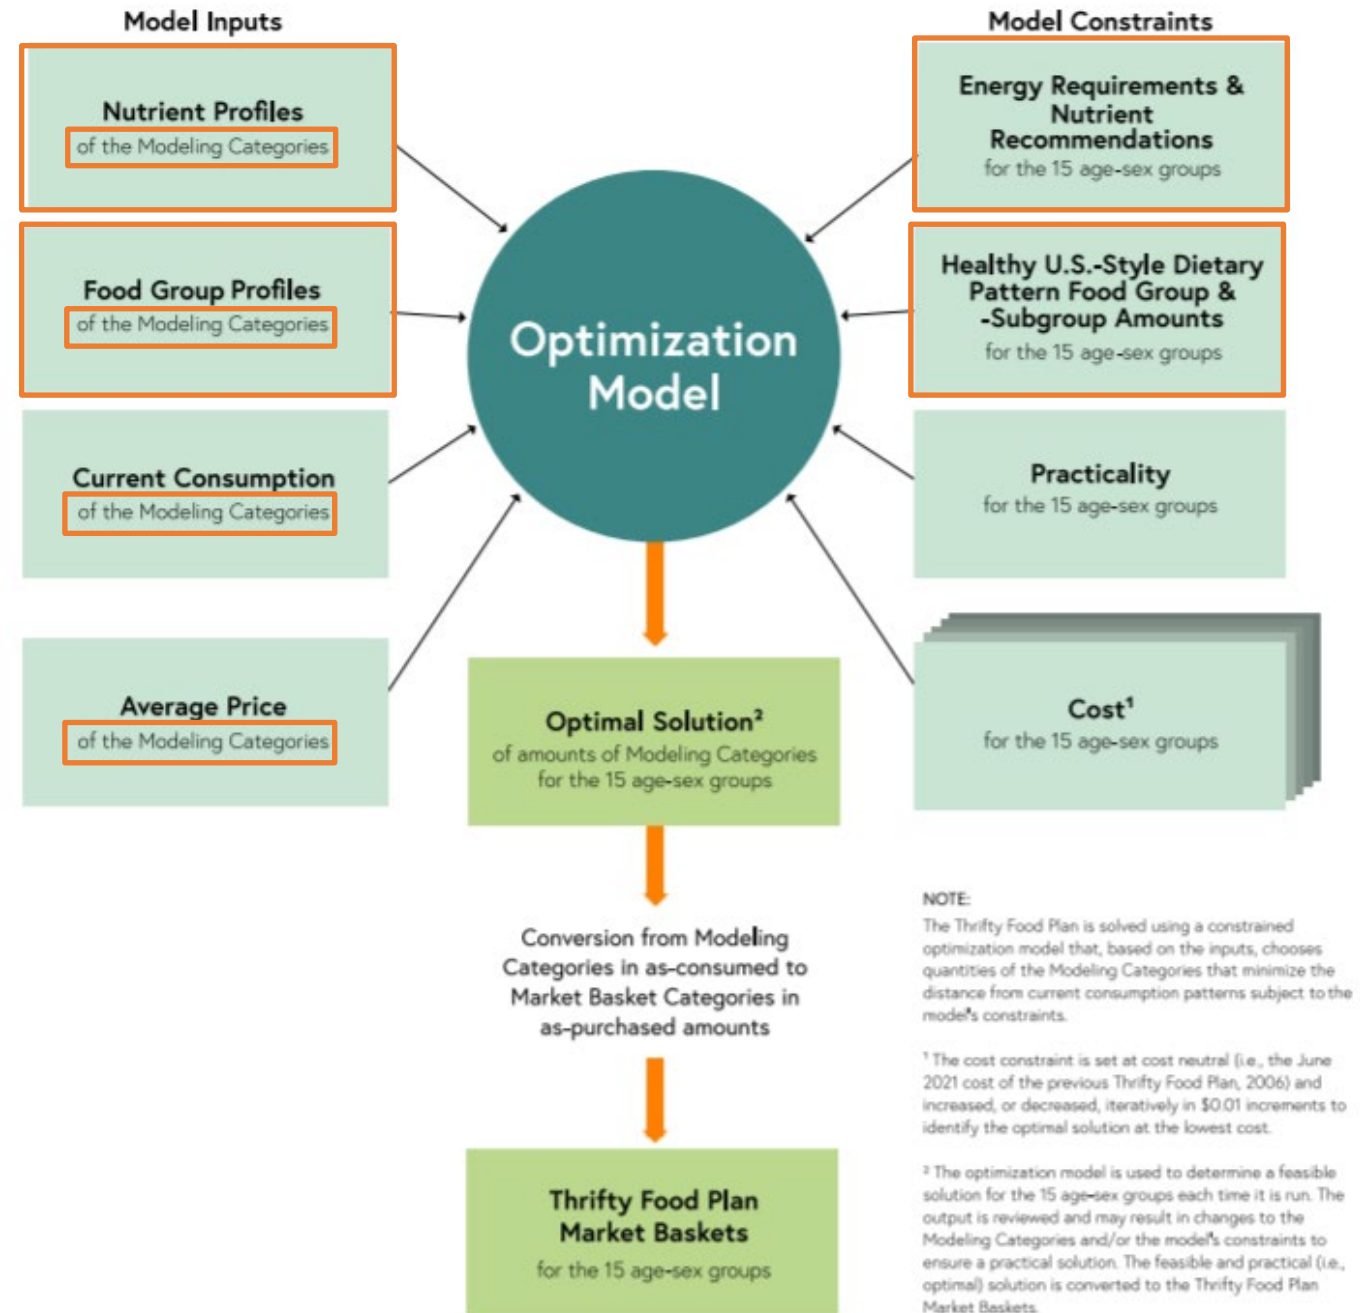 Model Inputs
Nutrient Profiles
of the Modeling Categories
Food Group Profiles
of the Modeling Categories
Current Consumption
of the Modeling Categories
Average Price
of the Modeling Categories
Optimization
Model
Optimal Solution²
of amounts of Modeling Categories
for the 15 age-sex groups
Conversion from Modeling
Categories in as-consumed to
Market Basket Categories in
as-purchased amounts
Thrifty Food Plan
Market Baskets
for the 15 age-sex groups
Model Constraints
Energy Requirements &
Nutrient
Recommendations
for the 15 age-sex groups
Healthy U.S.-Style Dietary
Pattern Food Group &
-Subgroup Amounts
for the 15 age-sex groups
Practicality
for the 15 age-sex groups
Cost¹
for the 15 age-sex groups
NOTE:
The Thrifty Food Plan is solved using a constrained
optimization model that, based on the inputs, chooses
quantities of the Modeling Categories that minimize the
distance from current consumption patterns subject to the
model's constraints.
¹ The cost constraint is set at cost neutral (i.e., the June
2021 cost of the previous Thrifty Food Plan, 2006) and
increased, or decreased, iteratively in $0.01 increments to
identify the optimal solution at the lowest cost.
² The optimization model is used to determine a feasible
solution for the 15 age-sex groups each time it is run. The
output is reviewed and may result in changes to the
Modeling Categories and/or the model's constraints to
ensure a practical solution. The feasible and practical (i.e.,
optimal) solution is converted to the Thrifty Food Plan
Market Baskets.